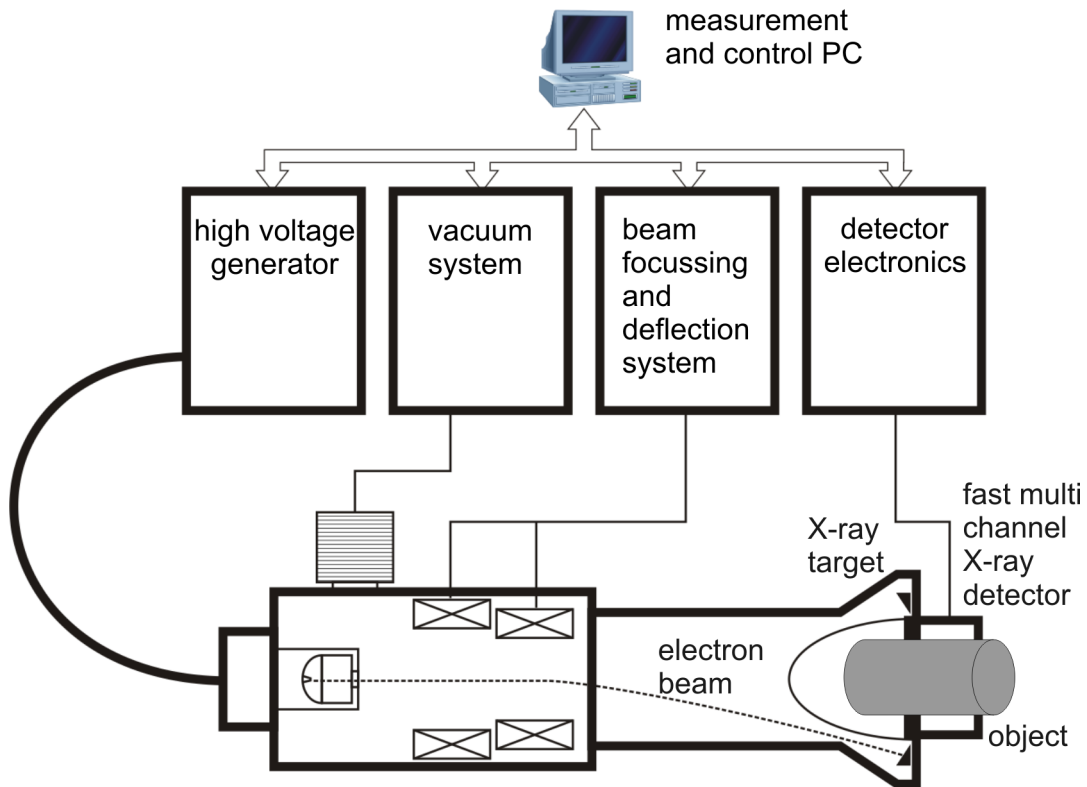 measurement
and control PC
high voltage
generator
vacuum
system
beam
focussing
and
deflection
system
detector
electronics
fast multi
channel
X-ray
detector
X-ray
target
electron
beam
object